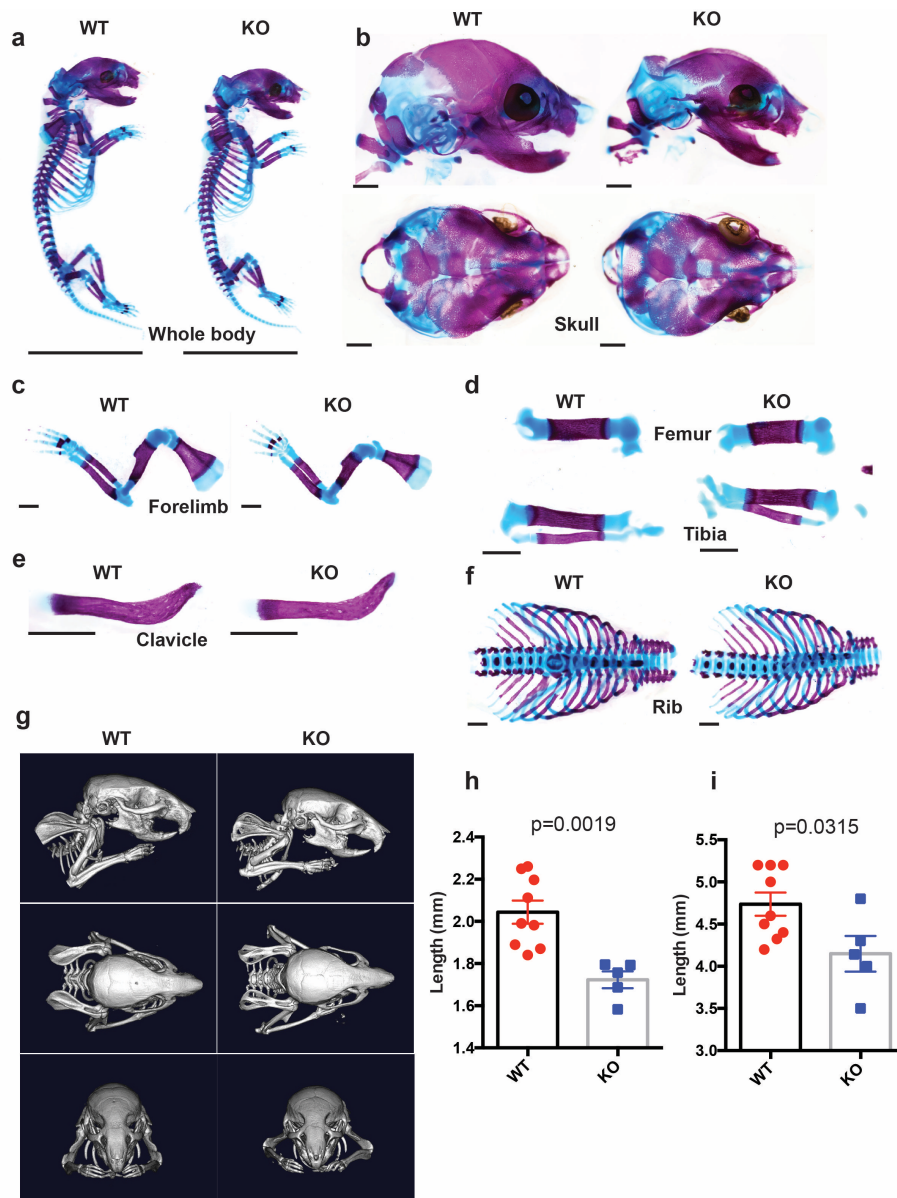 a
WT
KO
Whole body
b
WT
KO
Skull
c
WT
KO
Forelimb
d
WT
KO
Femur
Tibia
e
WT
KO
Clavicle
f
WT
KO
Rib
g
WT
KO
h
p=0.0019
Length (mm)
2.4
2.2
2.0
1.8
1.6
1.4
WT
KO
i
p=0.0315
Length (mm)
5.5
5.0
4.5
4.0
3.5
3.0
WT
KO